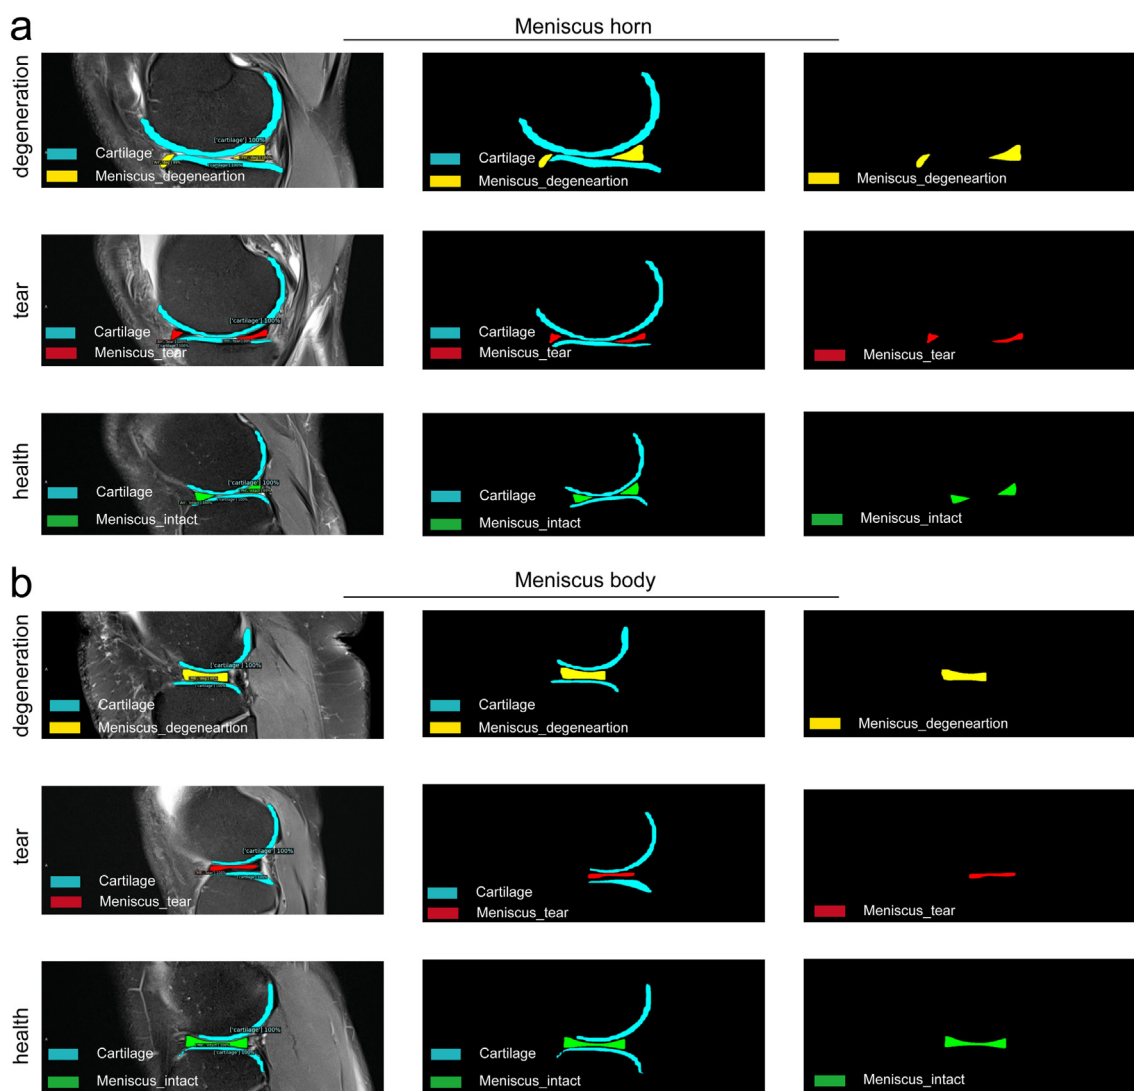 a
Meniscus horn
degeneration
['cartilage'] 100%
Cartilage
Meniscus_degeneartion
Cartilage
Meniscus_degeneartion
Meniscus_degeneartion
tear
['cartilage'] 100%
Cartilage
Meniscus_tear
Cartilage
Meniscus_tear
Meniscus_tear
health
['cartilage'] 100%
Cartilage
Meniscus_intact
Cartilage
Meniscus_intact
Meniscus_intact
b
Meniscus body
degeneration
['cartilage'] 100%
Cartilage
Meniscus_degeneartion
Cartilage
Meniscus_degeneartion
Meniscus_degeneartion
tear
['cartilage'] 100%
Cartilage
Meniscus_tear
Cartilage
Meniscus_tear
Meniscus_tear
health
['cartilage'] 100%
['cartilage'] 100%
Cartilage
Meniscus_intact
Cartilage
Meniscus_intact
Meniscus_intact